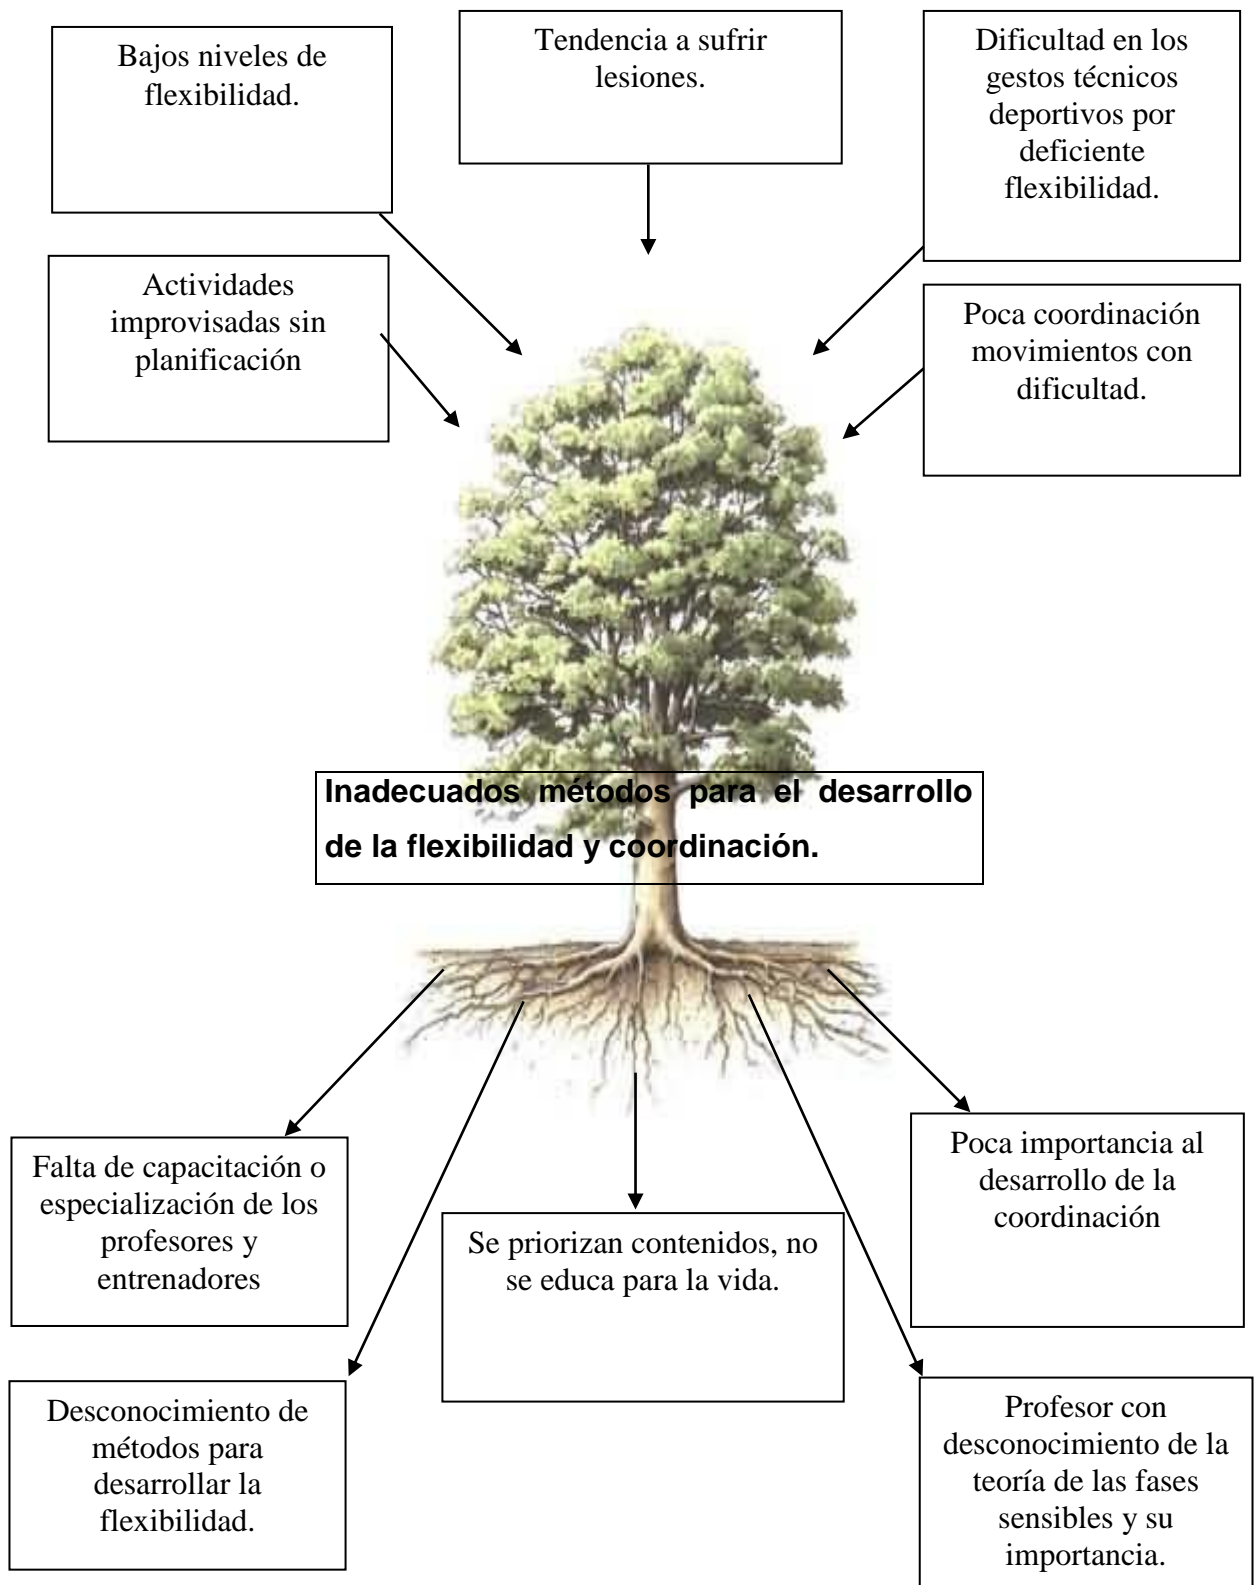 Bajos niveles de
flexibilidad.
Tendencia a sufrir
lesiones.
Dificultad en los
gestos técnicos
deportivos por
deficiente
flexibilidad.
Actividades
improvisadas sin
planificación
Poca coordinación
movimientos con
dificultad.
Inadecuados métodos para el desarrollo
de la flexibilidad y coordinación.
Falta de capacitación o
especialización de los
profesores y
entrenadores
Se priorizan contenidos, no
se educa para la vida.
Poca importancia al
desarrollo de la
coordinación
Desconocimiento de
métodos para
desarrollar la
flexibilidad.
Profesor con
desconocimiento de la
teoría de las fases
sensibles y su
importancia.